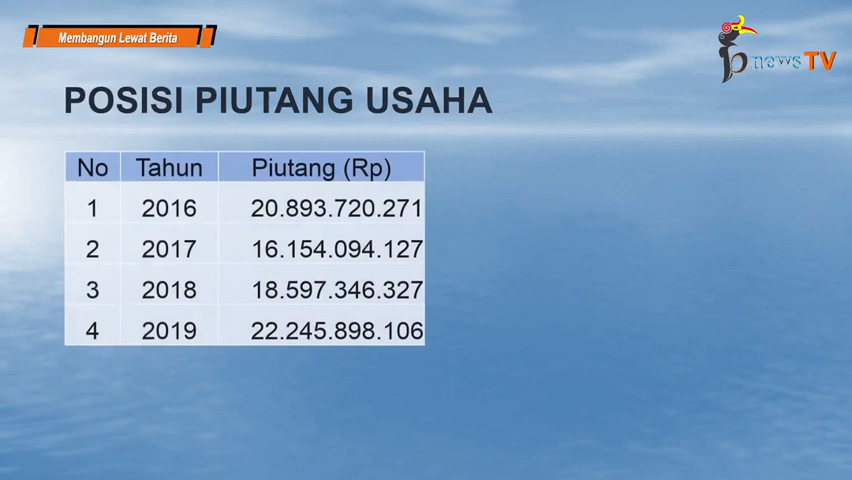 Membangun Lewat Berita
news TV
POSISI PIUTANG USAHA
No Tahun Piutang (Rp)
1 2016 20.893.720.271
2 2017 16.154.094.127
3 2018 18.597.346.327
4 2019 22.245.898.106